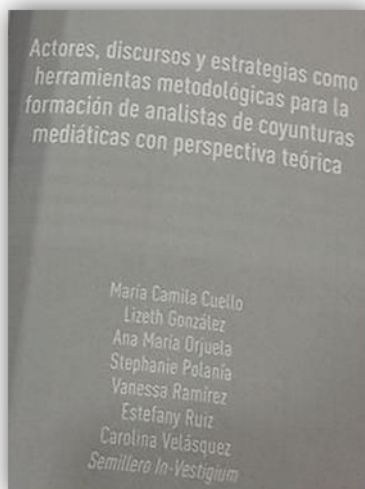 Actores, discursos y estrategias como
herramientas metodológicas para la
formación de analistas de coyunturas
mediáticas con perspectiva teórica
María Camila Cuello
Lizeth González
Ana María Orjuela
Stephanie Polanía
Vanessa Ramírez
Estefany Ruiz
Carolina Velásquez
Semillero In-Vestigium